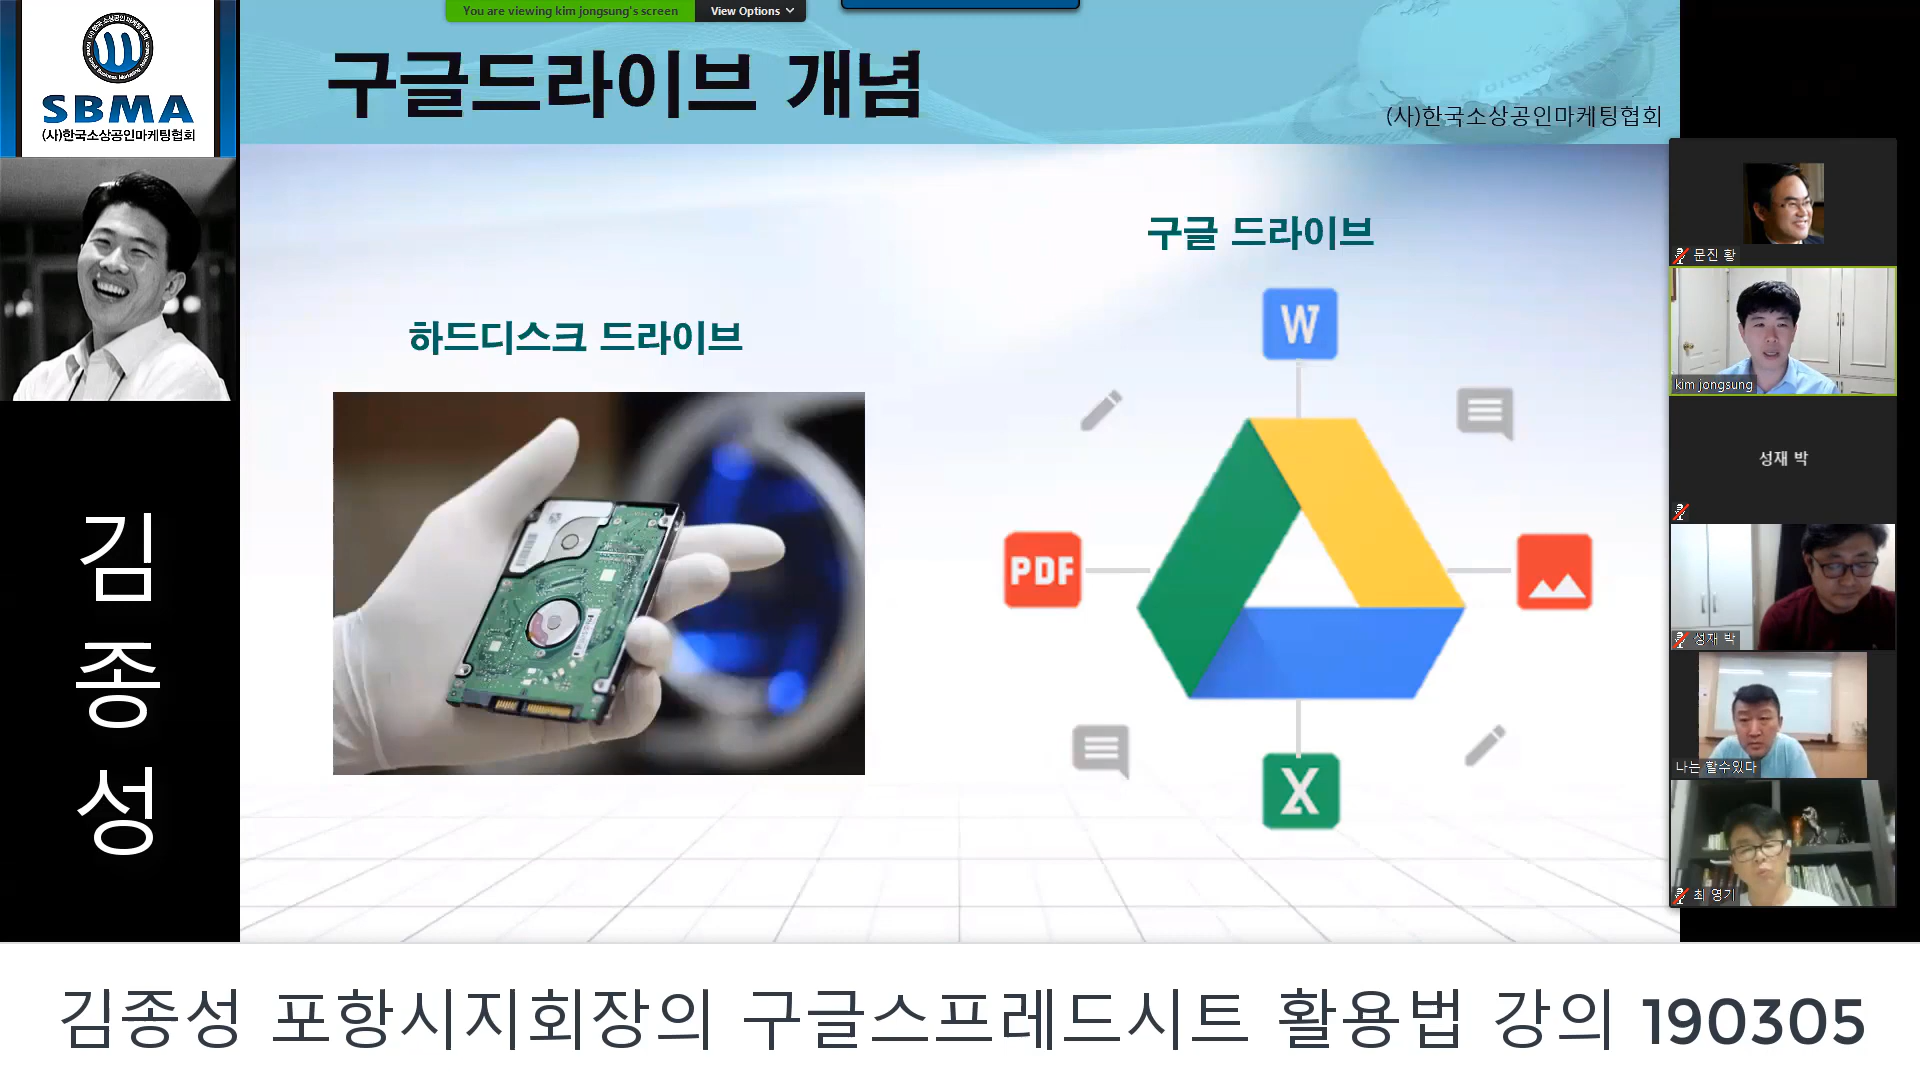 You are viewing kim jongsung's screen
View Options
SBMA
(사)한국소상공인마케팅협회
구글드라이브 개념
(사)한국소상공인마케팅협회
하드디스크 드라이브
구글 드라이브
W
PDF
X
김
종
성
문진 황
kim jongsung
성재 박
성재 박
나는 할수있다
최 영기
김종성 포항시지회장의 구글스프레드시트 활용법 강의 190305